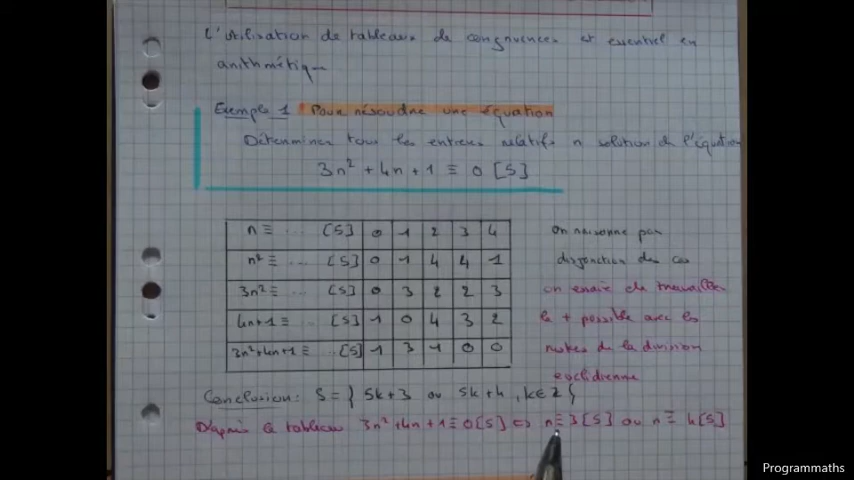 L'utilisation de tableaux de congruences et essentiel en
arithmétique
Exemple 1 : Pour résoudre une équation
Déterminer tous les entiers relatifs n solution de l'équation
3n² + 4n + 1 ≡ 0 [5]
n ≡ ... [5] 0 1 2 3 4
n² ≡ ... [5] 0 1 4 4 1
3n² ≡ ... [5] 0 3 2 2 3
4n+1 ≡ ... [5] 1 0 4 3 2
3n²+4n+1 ≡ ...[5] 1 3 1 0 0
On raisonne par
disjonction de cas
on essaie de travailler
le + possible avec les
restes de la division
euclidienne
Conclusion : S = { 5k+3 ou 5k+4 , k∈Z }
D'après le tableau 3n²+4n+1 ≡ 0[5] ⇔ n ≡ 3[5] ou n ≡ 4[5]
Programmaths